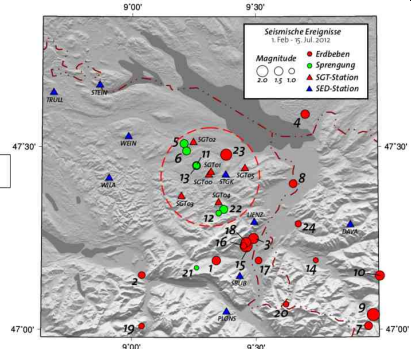 9°00' 9°30'
Seismische Ereignisse
1. Feb - 15. Jul. 2012
Magnitude
2.0 1.5 1.0
Erdbeben
Sprengung
SGT-Station
SED-Station
STEIN
TRULL
4
WEIN
5
SGT02
6
11
23
47°30' 47°30'
SGT01
13
SGT00
STGK
SGT05
WILA
8
SGT03
SGT04
12
22
LIENZ
18
24
DAVA
16
3
15
1
17
14
21
2
SBUB
10
20
PLONS
9
19
7
47°00' 47°00'
9°00' 9°30'